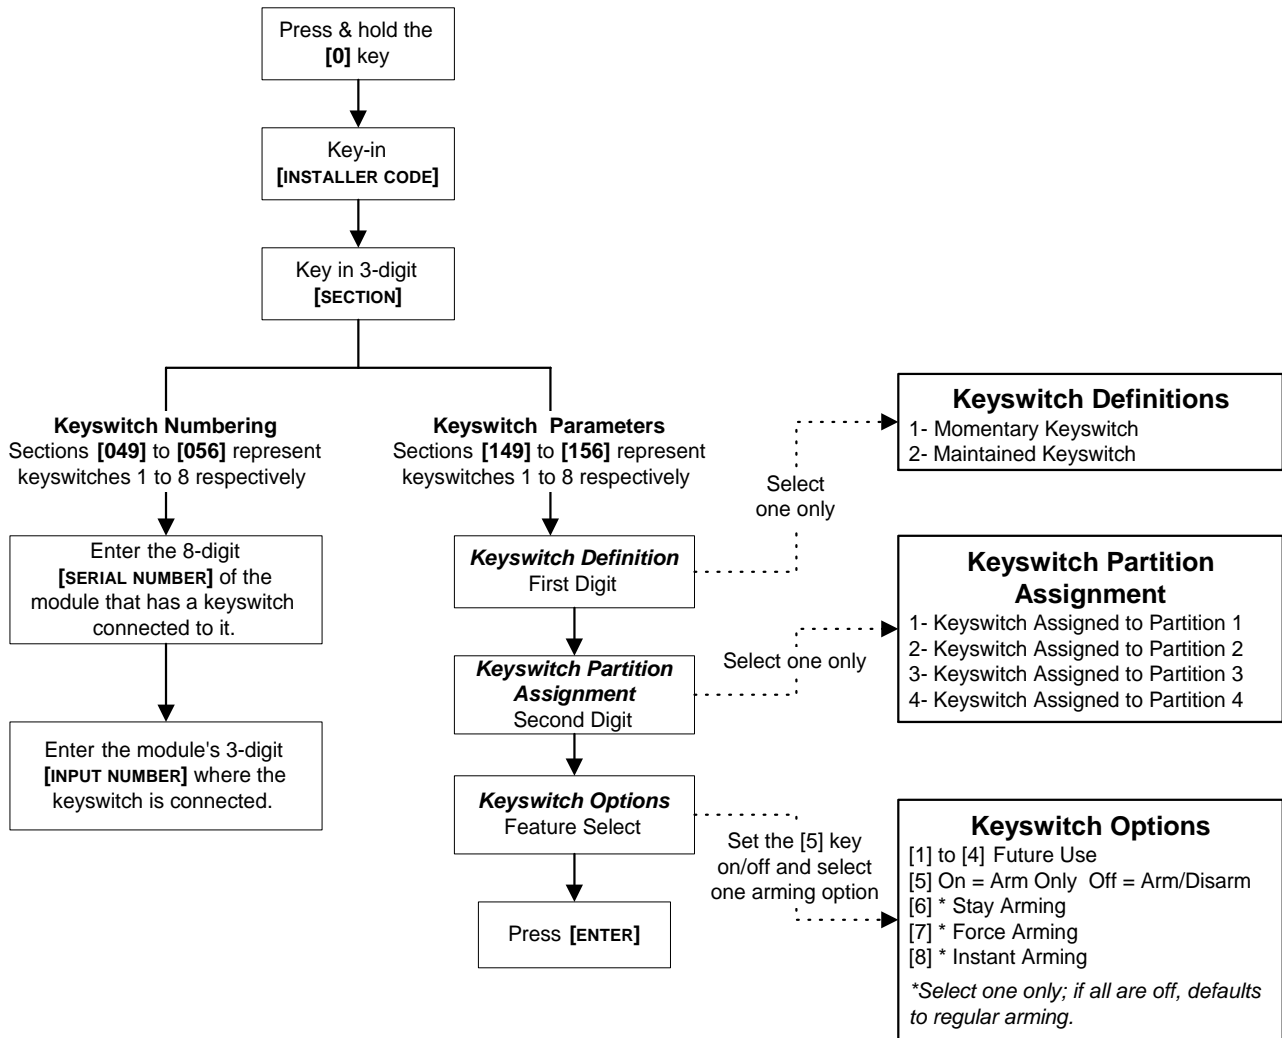 Press & hold the
[0] key
Key-in
[INSTALLER CODE]
Key in 3-digit
[SECTION]
Keyswitch Numbering
Sections [049] to [056] represent
keyswitches 1 to 8 respectively
Enter the 8-digit
[SERIAL NUMBER] of the
module that has a keyswitch
connected to it.
Enter the module's 3-digit
[INPUT NUMBER] where the
keyswitch is connected.
Keyswitch Parameters
Sections [149] to [156] represent
keyswitches 1 to 8 respectively
Keyswitch Definition
First Digit
Keyswitch Partition
Assignment
Second Digit
Keyswitch Options
Feature Select
Press [ENTER]
Select
one only
Select one only
Set the [5] key
on/off and select
one arming option
Keyswitch Definitions
1- Momentary Keyswitch
2- Maintained Keyswitch
Keyswitch Partition
Assignment
1- Keyswitch Assigned to Partition 1
2- Keyswitch Assigned to Partition 2
3- Keyswitch Assigned to Partition 3
4- Keyswitch Assigned to Partition 4
Keyswitch Options
[1] to [4] Future Use
[5] On = Arm Only Off = Arm/Disarm
[6] * Stay Arming
[7] * Force Arming
[8] * Instant Arming
*Select one only; if all are off, defaults
to regular arming.